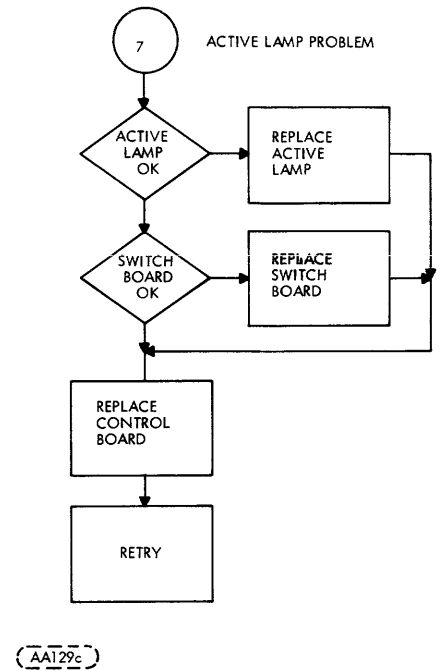 7
ACTIVE LAMP PROBLEM
ACTIVE
LAMP
OK
REPLACE
ACTIVE
LAMP
SWITCH
BOARD
OK
REPLACE
SWITCH
BOARD
REPLACE
CONTROL
BOARD
RETRY
AA129c